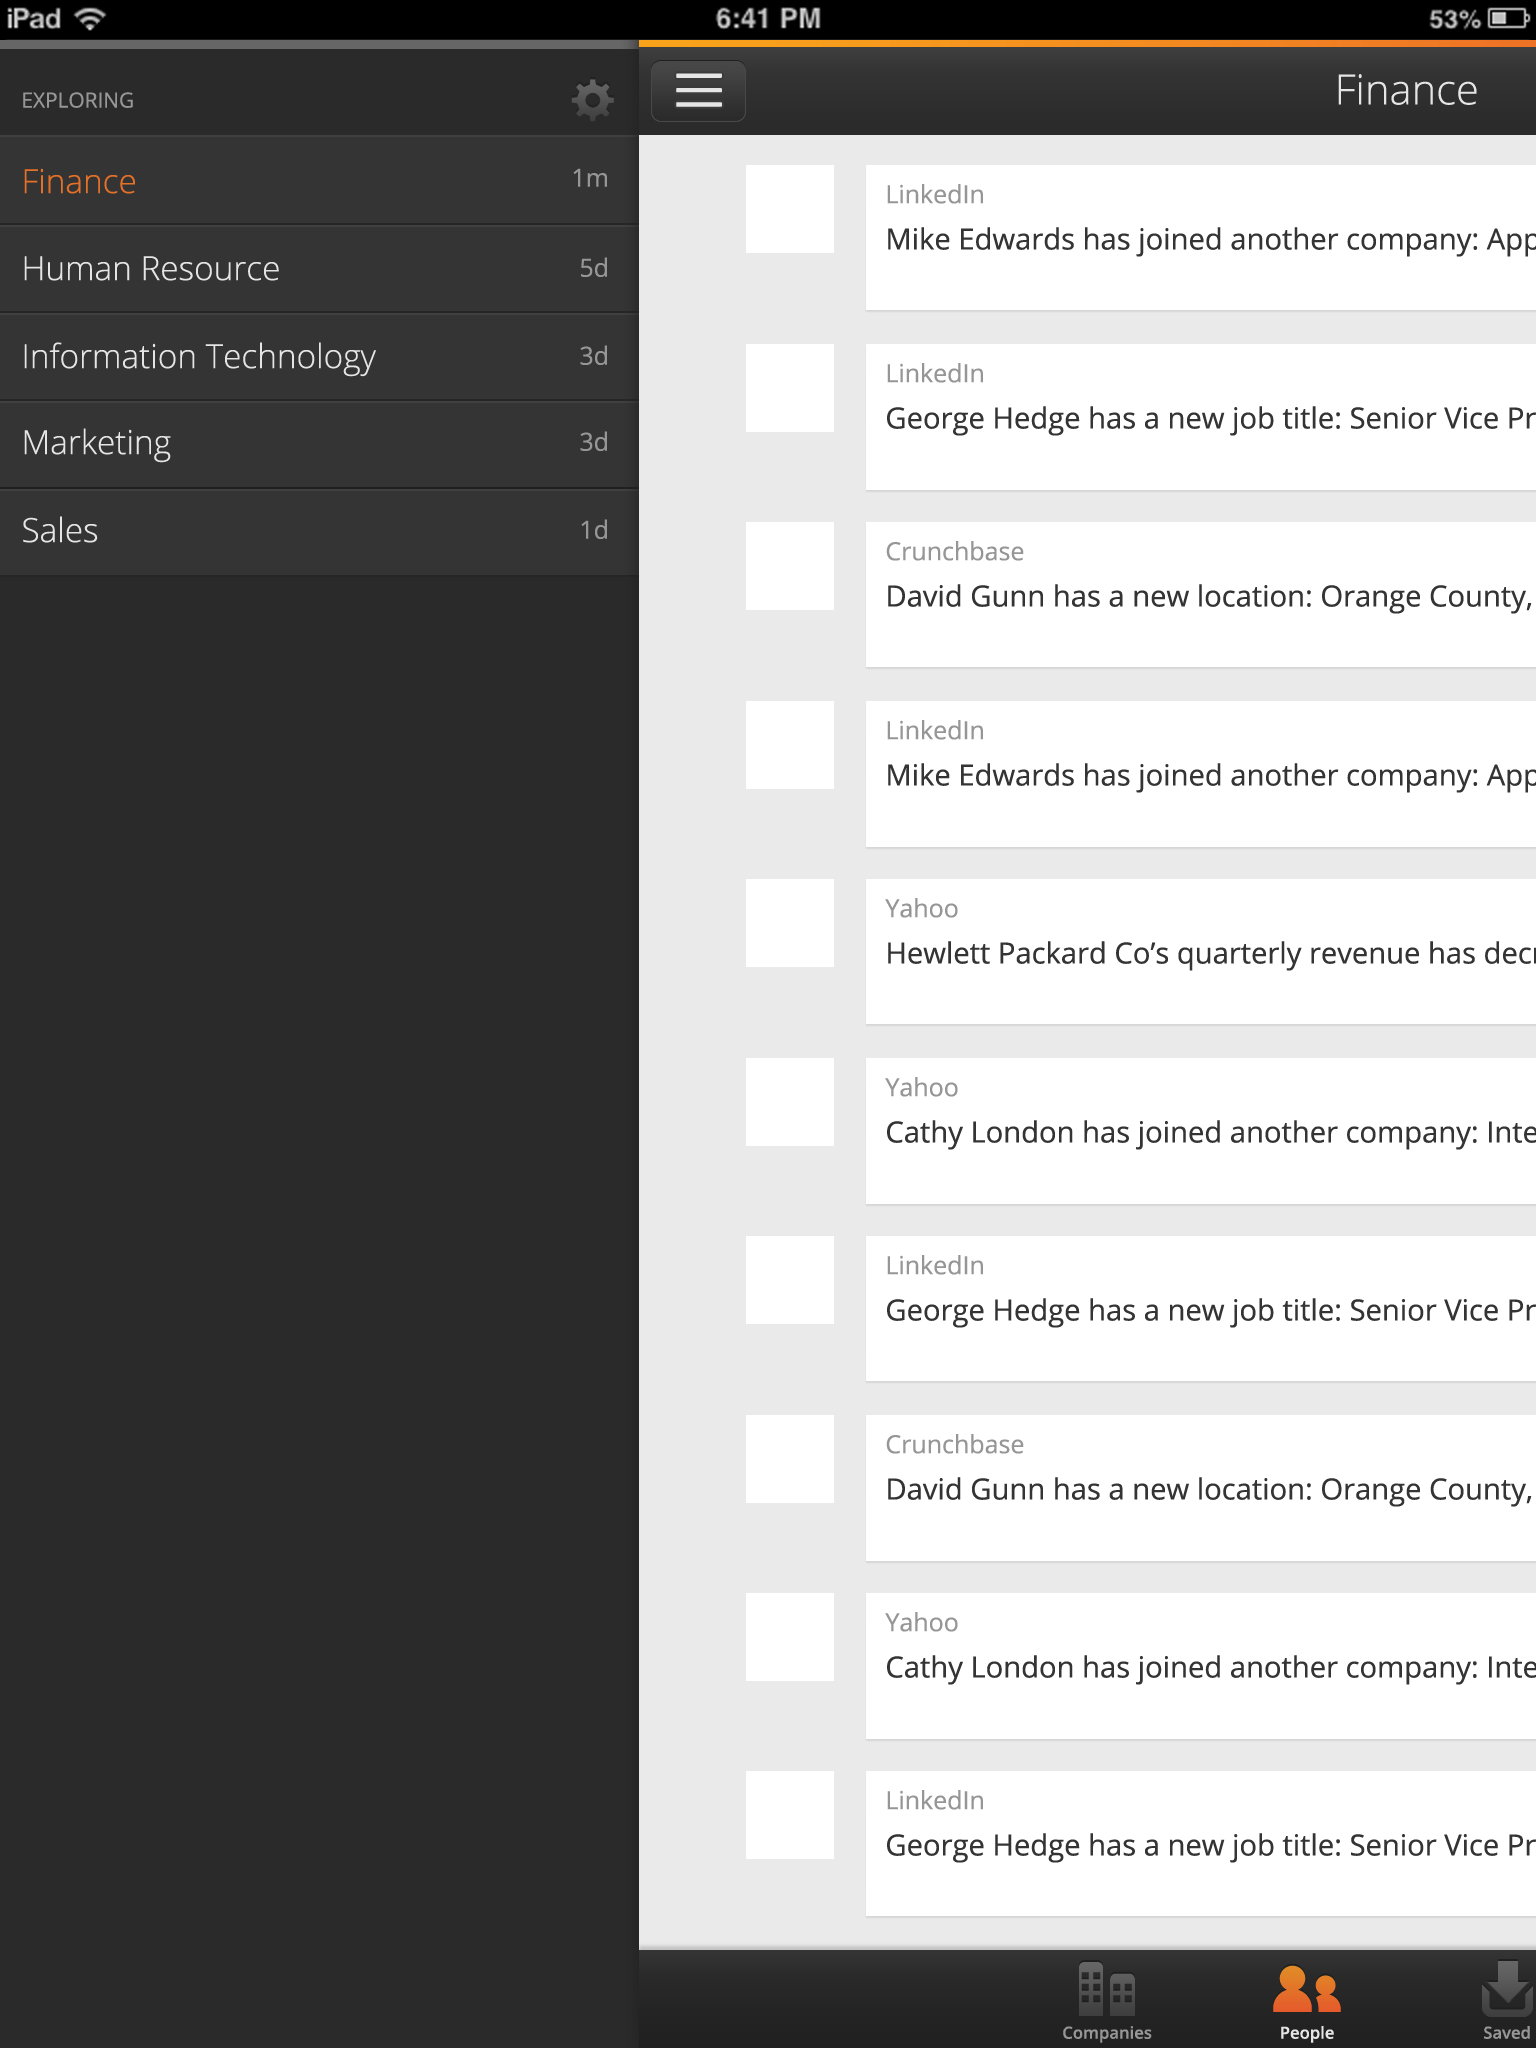 iPad 6:41 PM 53%
EXPLORING
Finance 1m
Human Resource 5d
Information Technology 3d
Marketing 3d
Sales 1d
Finance
LinkedIn
Mike Edwards has joined another company: App
LinkedIn
George Hedge has a new job title: Senior Vice Pr
Crunchbase
David Gunn has a new location: Orange County,
LinkedIn
Mike Edwards has joined another company: App
Yahoo
Hewlett Packard Co’s quarterly revenue has decr
Yahoo
Cathy London has joined another company: Inte
LinkedIn
George Hedge has a new job title: Senior Vice Pr
Crunchbase
David Gunn has a new location: Orange County,
Yahoo
Cathy London has joined another company: Inte
LinkedIn
George Hedge has a new job title: Senior Vice Pr
Companies People Saved